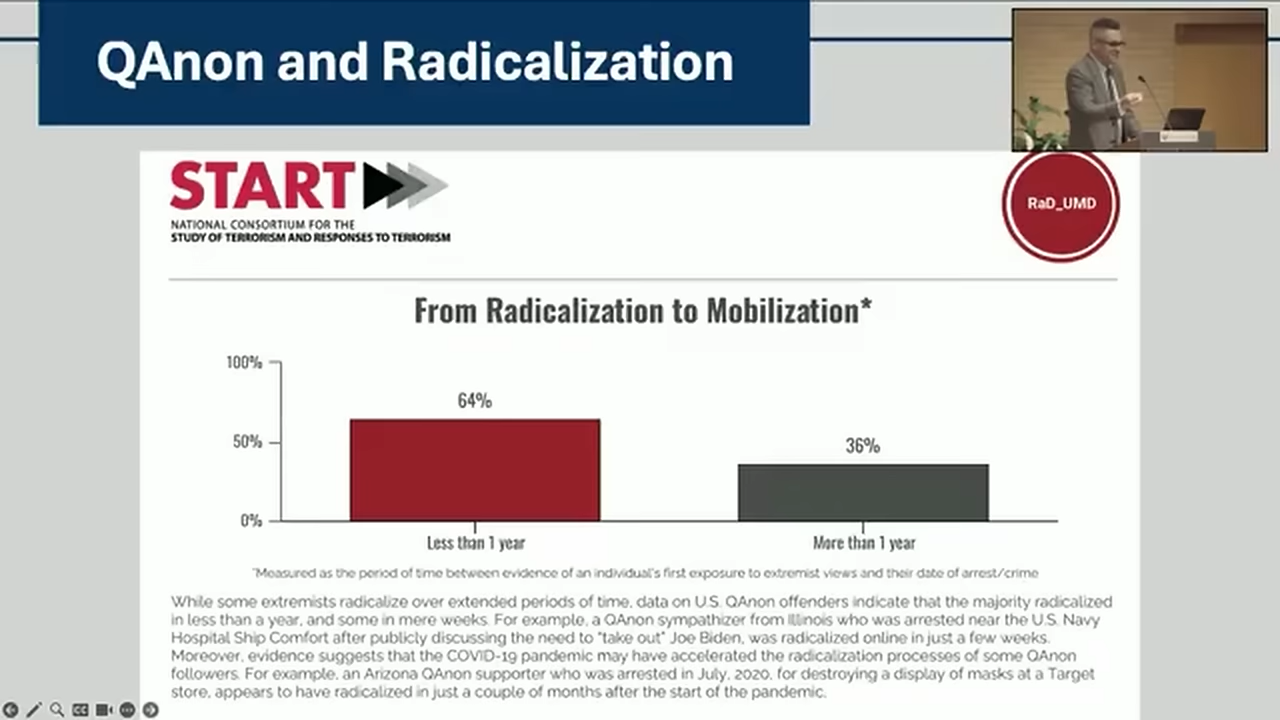 QAnon and Radicalization
START
NATIONAL CONSORTIUM FOR THE
STUDY OF TERRORISM AND RESPONSES TO TERRORISM
RaD_UMD
From Radicalization to Mobilization*
100%
64%
50%
36%
0%
Less than 1 year
More than 1 year
*Measured as the period of time between evidence of an individual's first exposure to extremist views and their date of arrest/crime
While some extremists radicalize over extended periods of time, data on U.S. QAnon offenders indicate that the majority radicalized
in less than a year, and some in mere weeks. For example, a QAnon sympathizer from Illinois who was arrested near the U.S. Navy
Hospital Ship Comfort after publicly discussing the need to "take out" Joe Biden, was radicalized online in just a few weeks.
Moreover, evidence suggests that the COVID-19 pandemic may have accelerated the radicalization processes of some QAnon
followers. For example, an Arizona QAnon supporter who was arrested in July, 2020, for destroying a display of masks at a Target
store, appears to have radicalized in just a couple of months after the start of the pandemic.